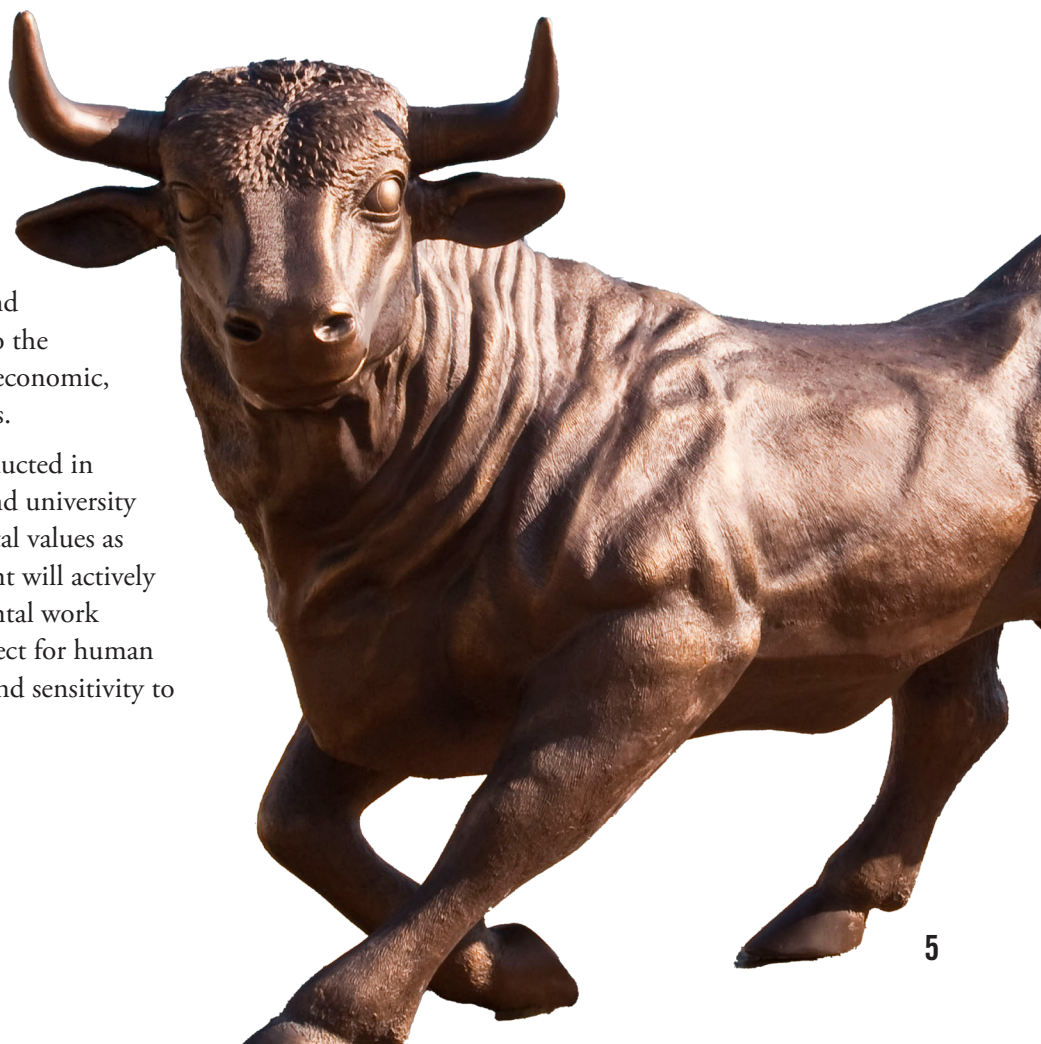 nd
o the
economic,
s.
ucted in
nd university
al values as
nt will actively
ntal work
ect for human
nd sensitivity to
5